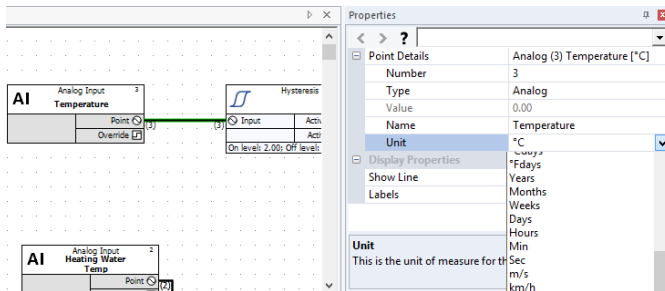 Analog Input 3
AI Temperature
Point
Override
(3)
(3)
Hysteresis
Input
On level: 2.00; Off level:
Analog Input 2
AI Heating Water
Temp
Point
(2)
Properties
?
Point Details Analog (3) Temperature [°C]
Number 3
Type Analog
Value 0.00
Name Temperature
Unit °C
°Fdays
Years
Months
Weeks
Days
Hours
Min
Sec
m/s
km/h
Display Properties
Show Line
Labels
Unit
This is the unit of measure for th